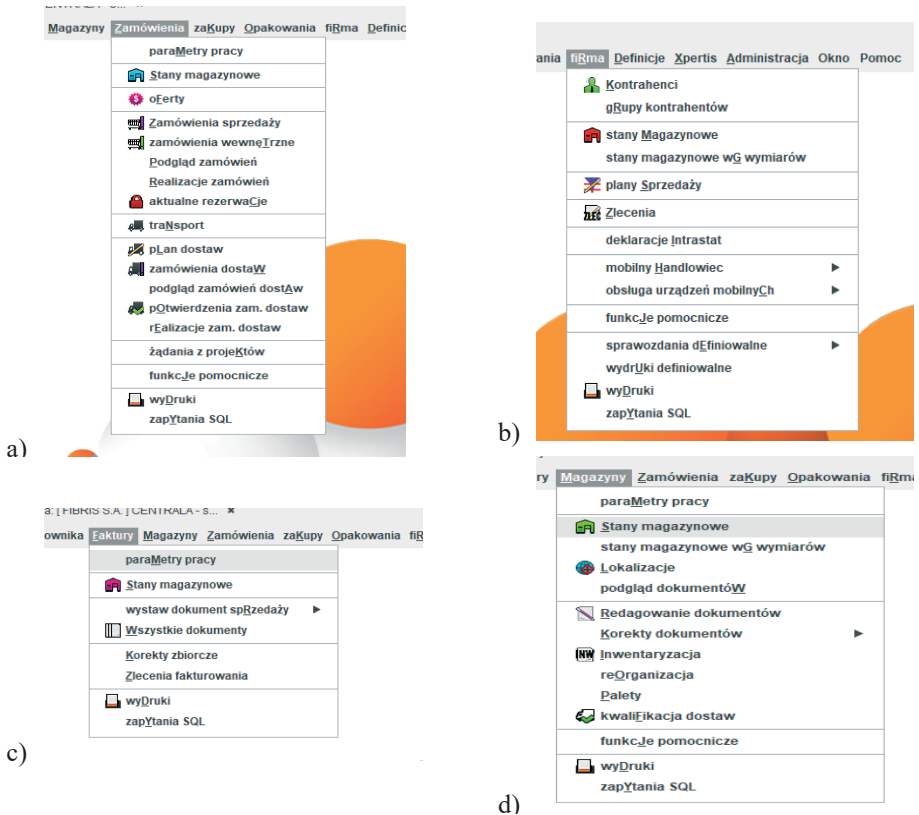 Magazyny Zamówienia zaKupy Opakowania fiRma Definic
paraMetry pracy
Stany magazynowe
oFerty
Zamówienia sprzedaży
zamówienia wewnęTrzne
Podgląd zamówień
Realizacje zamówień
aktualne rezerwaCje
traNsport
pLan dostaw
zamówienia dostaW
podgląd zamówień dostAw
pOtwierdzenia zam. dostaw
rEalizacje zam. dostaw
żądania z projeKtów
funkcJe pomocnicze
wyDruki
zapYtania SQL
a)
ania fiRma Definicje Xpertis Administracja Okno Pomoc
Kontrahenci
gRupy kontrahentów
stany Magazynowe
stany magazynowe wG wymiarów
plany Sprzedaży
ZLEC Zlecenia
deklaracje Intrastat
mobilny Handlowiec
obsługa urządzeń mobilnyCh
funkcJe pomocnicze
sprawozdania dEfiniowalne
wydrUki definiowalne
wyDruki
zapYtania SQL
b)
a: [ FIBRIS S.A. ] CENTRALA - s... ×
ownika Faktury Magazyny Zamówienia zaKupy Opakowania fiR
paraMetry pracy
Stany magazynowe
wystaw dokument spRzedaży
Wszystkie dokumenty
Korekty zbiorcze
Zlecenia fakturowania
wyDruki
zapYtania SQL
c)
ry Magazyny Zamówienia zaKupy Opakowania fiRma
paraMetry pracy
Stany magazynowe
stany magazynowe wG wymiarów
Lokalizacje
podgląd dokumentóW
Redagowanie dokumentów
Korekty dokumentów
INW Inwentaryzacja
reOrganizacja
Palety
kwaliFikacja dostaw
funkcJe pomocnicze
wyDruki
zapYtania SQL
d)